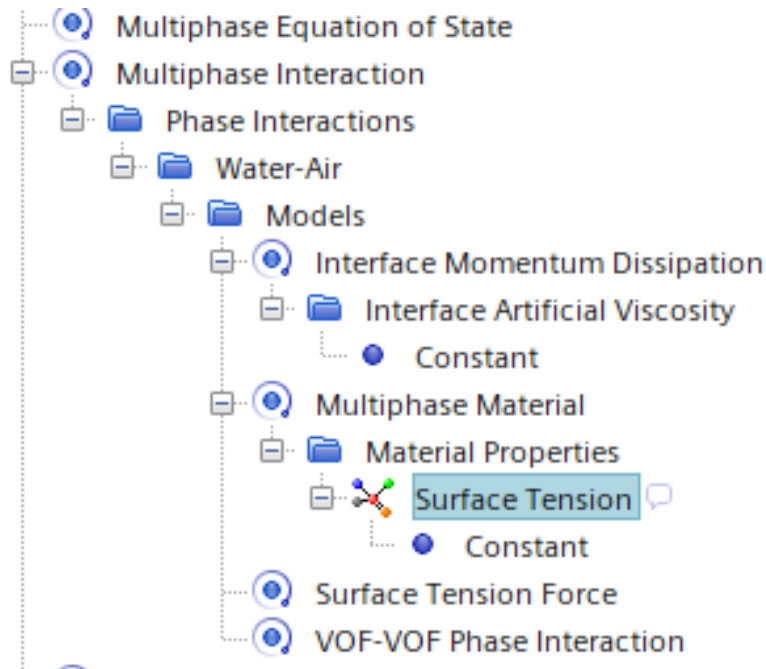 Multiphase Equation of State
Multiphase Interaction
Phase Interactions
Water-Air
Models
Interface Momentum Dissipation
Interface Artificial Viscosity
Constant
Multiphase Material
Material Properties
Surface Tension
Constant
Surface Tension Force
VOF-VOF Phase Interaction